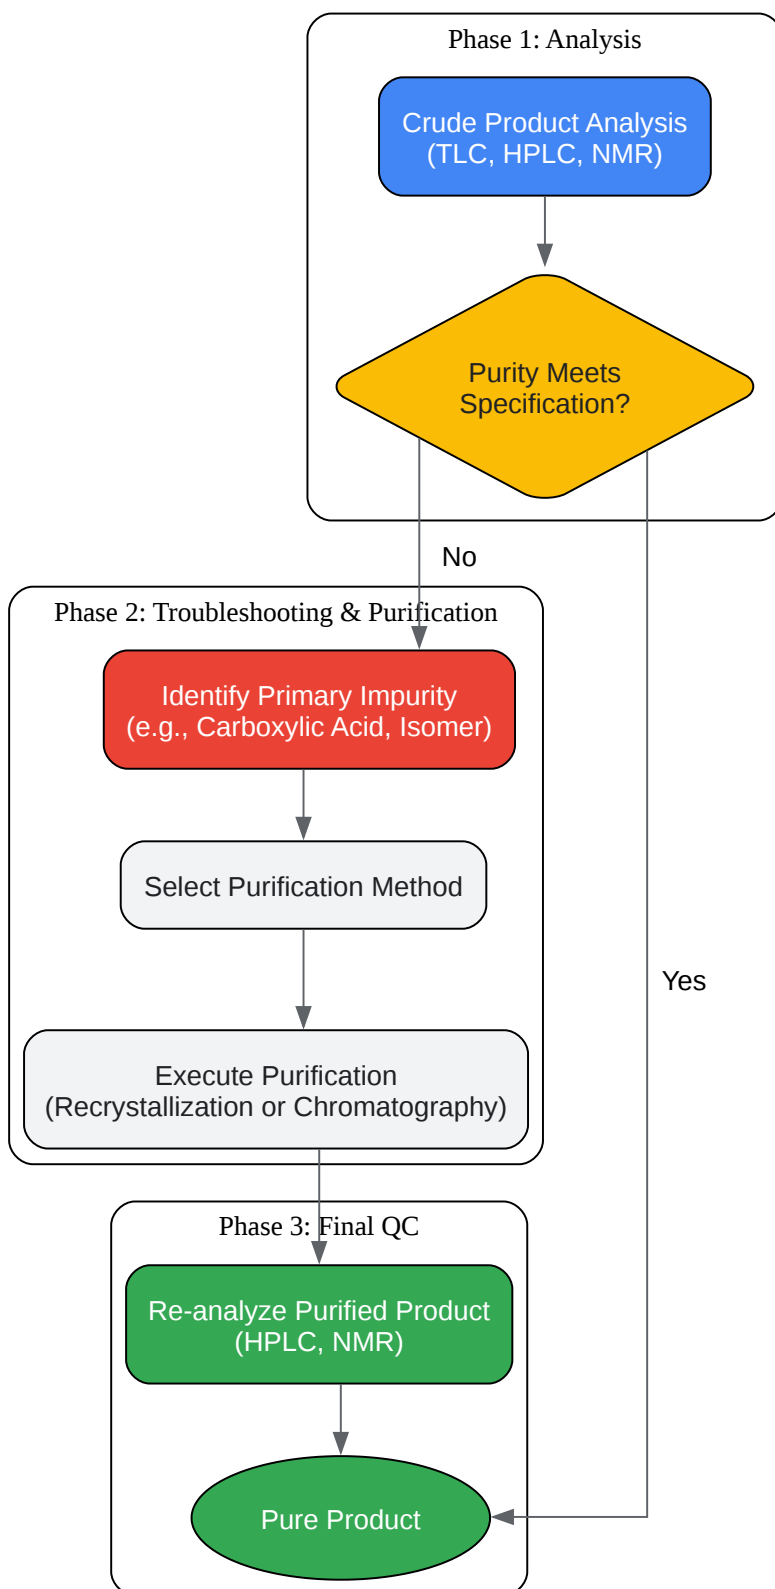 Phase 1: Analysis
Crude Product Analysis
(TLC, HPLC, NMR)
Purity Meets
Specification?
No
Phase 2: Troubleshooting & Purification
Identify Primary Impurity
(e.g., Carboxylic Acid, Isomer)
Select Purification Method
Yes
Execute Purification
(Recrystallization or Chromatography)
Phase 3: Final QC
Re-analyze Purified Product
(HPLC, NMR)
Pure Product